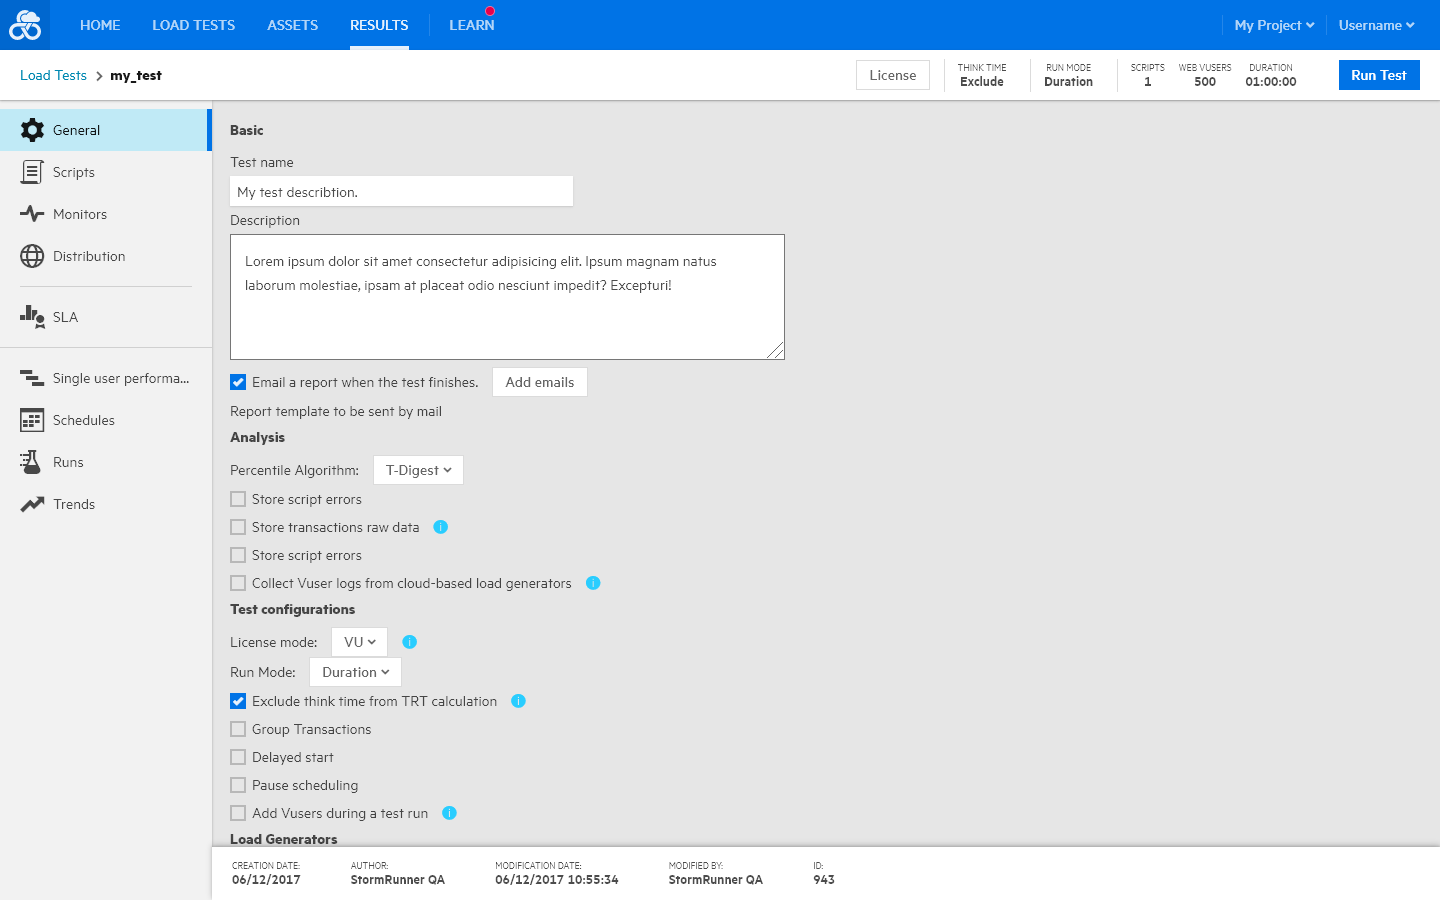 HOME LOAD TESTS ASSETS RESULTS LEARN My Project Username
Load Tests > my_test License THINK TIME Exclude RUN MODE Duration SCRIPTS 1 WEB VUSERS 500 DURATION 01:00:00 Run Test
General
Scripts
Monitors
Distribution
SLA
Single user performa...
Schedules
Runs
Trends
Basic
Test name
My test describtion.
Description
Lorem ipsum dolor sit amet consectetur adipisicing elit. Ipsum magnam natus
laborum molestiae, ipsam at placeat odio nesciunt impedit? Excepturi!
Email a report when the test finishes. Add emails
Report template to be sent by mail
Analysis
Percentile Algorithm: T-Digest
Store script errors
Store transactions raw data i
Store script errors
Collect Vuser logs from cloud-based load generators i
Test configurations
License mode: VU i
Run Mode: Duration
Exclude think time from TRT calculation i
Group Transactions
Delayed start
Pause scheduling
Add Vusers during a test run i
Load Generators
CREATION DATE: AUTHOR: MODIFICATION DATE: MODIFIED BY: ID:
06/12/2017 StormRunner QA 06/12/2017 10:55:34 StormRunner QA 943